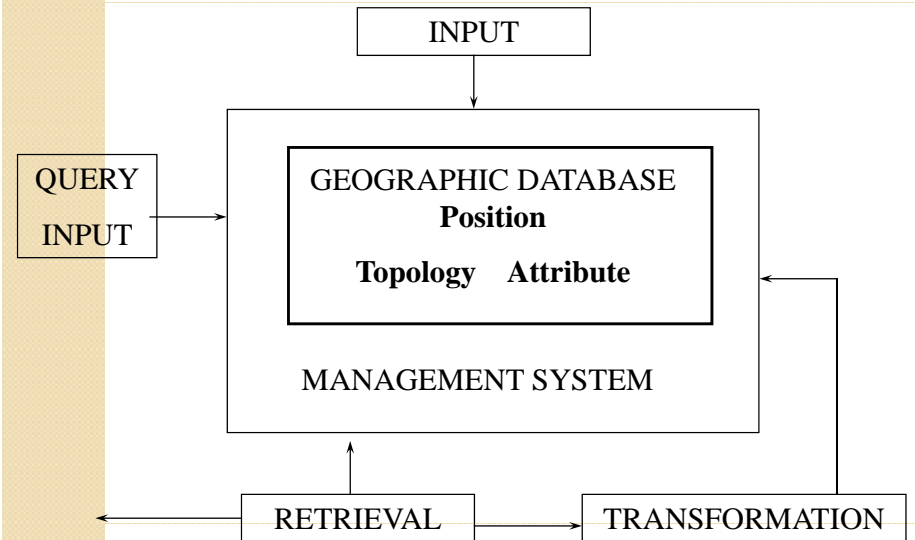 INPUT
QUERY
INPUT
GEOGRAPHIC DATABASE
Position
Topology Attribute
MANAGEMENT SYSTEM
RETRIEVAL
TRANSFORMATION